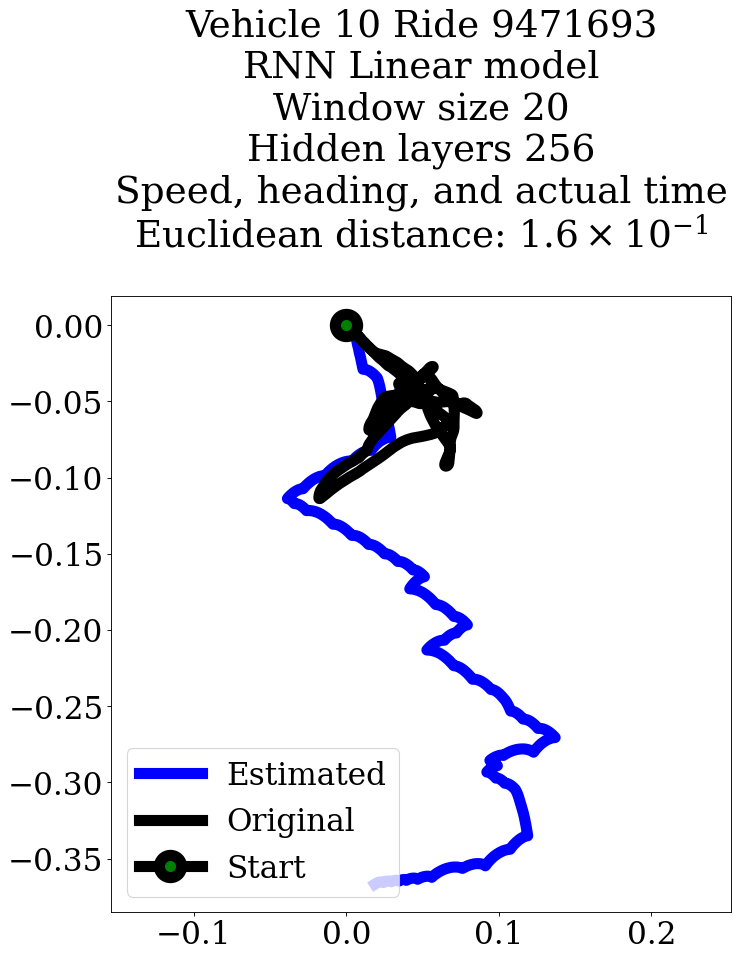 Vehicle 10 Ride 9471693
RNN Linear model
Window size 20
Hidden layers 256
Speed, heading, and actual time
Euclidean distance: 1.6 × 10⁻¹
0.00
−0.05
−0.10
−0.15
−0.20
−0.25
−0.30
−0.35
Estimated
Original
Start
−0.1
0.0
0.1
0.2